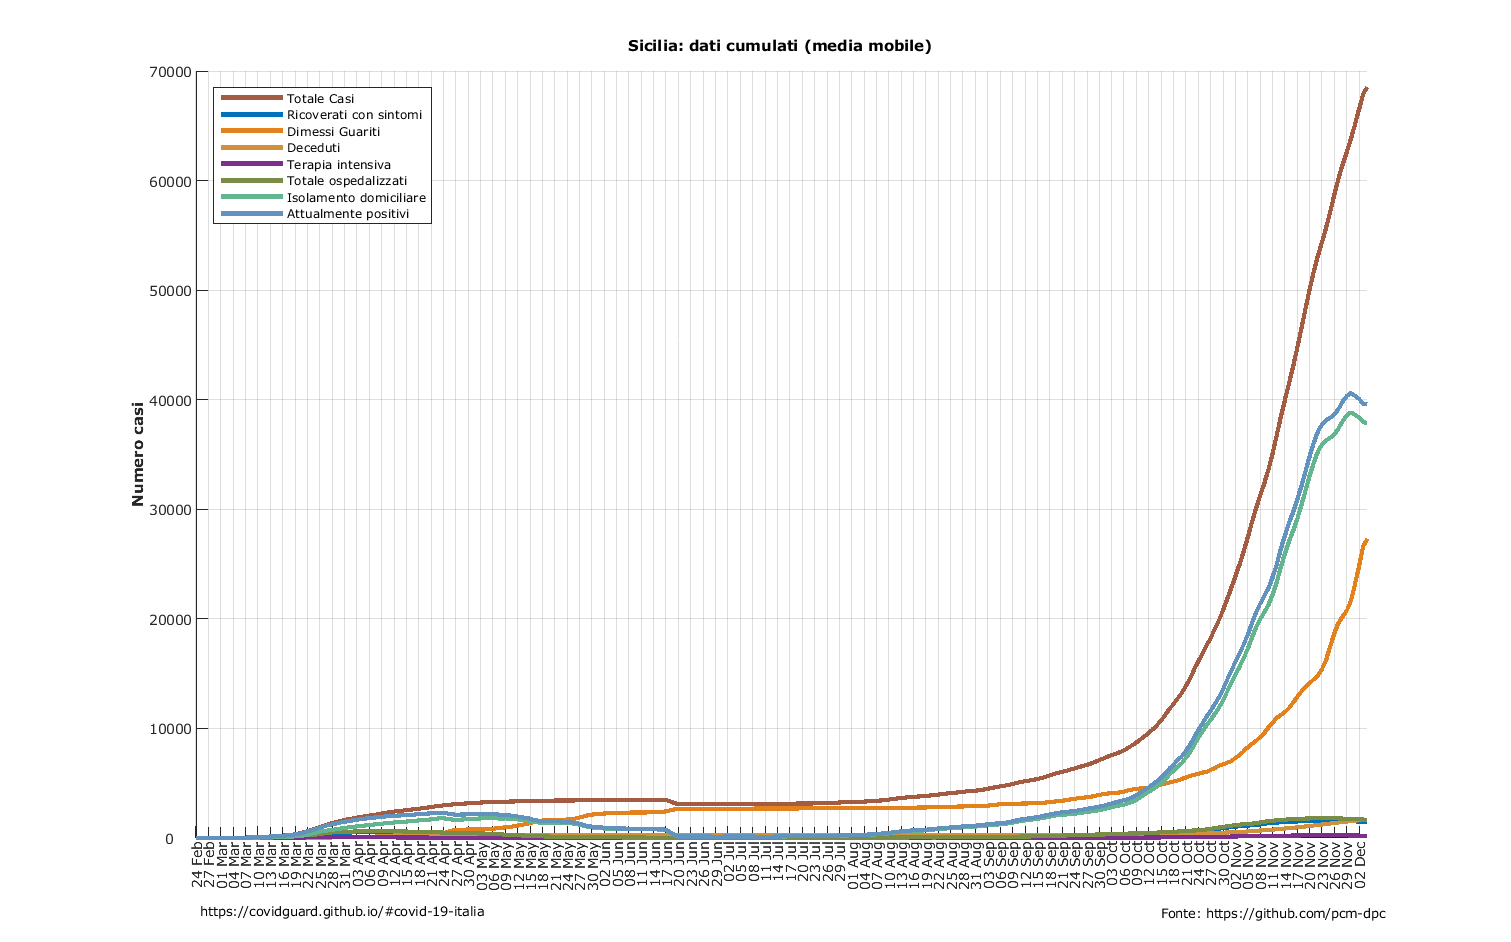 Sicilia: dati cumulati (media mobile)
Numero casi
70000
60000
50000
40000
30000
20000
10000
0
Totale Casi
Ricoverati con sintomi
Dimessi Guariti
Deceduti
Terapia intensiva
Totale ospedalizzati
Isolamento domiciliare
Attualmente positivi
24 Feb
27 Feb
01 Mar
04 Mar
07 Mar
10 Mar
13 Mar
16 Mar
19 Mar
22 Mar
25 Mar
28 Mar
31 Mar
03 Apr
06 Apr
09 Apr
12 Apr
15 Apr
18 Apr
21 Apr
24 Apr
27 Apr
30 Apr
03 May
06 May
09 May
12 May
15 May
18 May
21 May
24 May
27 May
30 May
02 Jun
05 Jun
08 Jun
11 Jun
14 Jun
17 Jun
20 Jun
23 Jun
26 Jun
29 Jun
02 Jul
05 Jul
08 Jul
11 Jul
14 Jul
17 Jul
20 Jul
23 Jul
26 Jul
29 Jul
01 Aug
04 Aug
07 Aug
10 Aug
13 Aug
16 Aug
19 Aug
22 Aug
25 Aug
28 Aug
31 Aug
03 Sep
06 Sep
09 Sep
12 Sep
15 Sep
18 Sep
21 Sep
24 Sep
27 Sep
30 Sep
03 Oct
06 Oct
09 Oct
12 Oct
15 Oct
18 Oct
21 Oct
24 Oct
27 Oct
30 Oct
02 Nov
05 Nov
08 Nov
11 Nov
14 Nov
17 Nov
20 Nov
23 Nov
26 Nov
29 Nov
02 Dec
https://covidguard.github.io/#covid-19-italia
Fonte: https://github.com/pcm-dpc